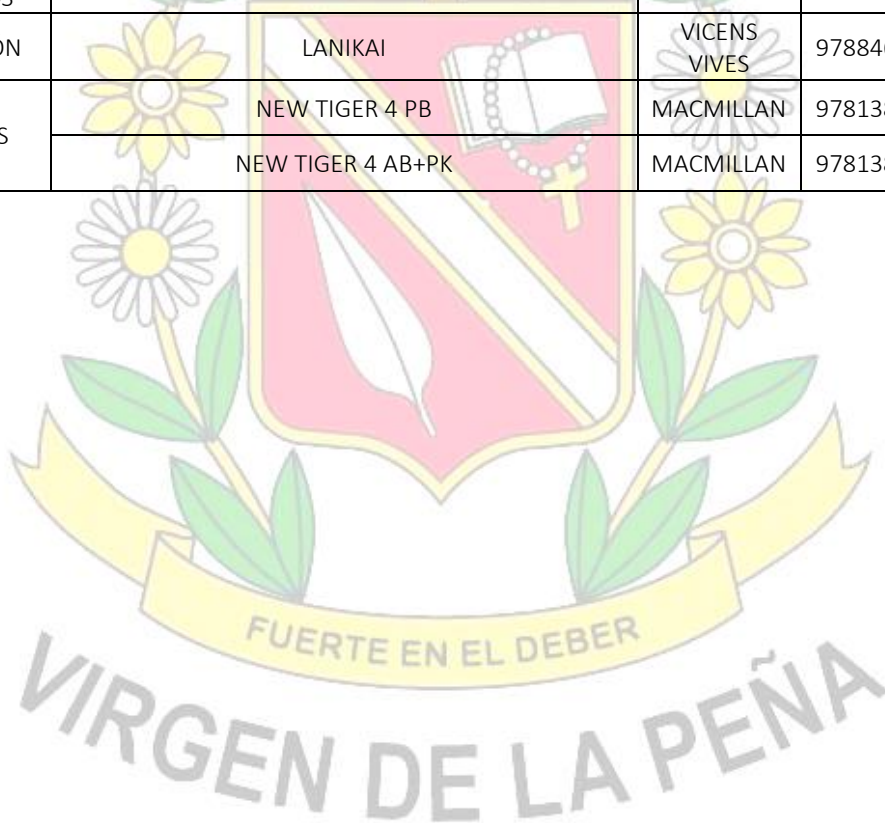 S
ON LANIKAI VICENS VIVES 97884
NEW TIGER 4 PB MACMILLAN 97813
S
NEW TIGER 4 AB+PK MACMILLAN 97813
FUERTE EN EL DEBER
VIRGEN DE LA PEÑA